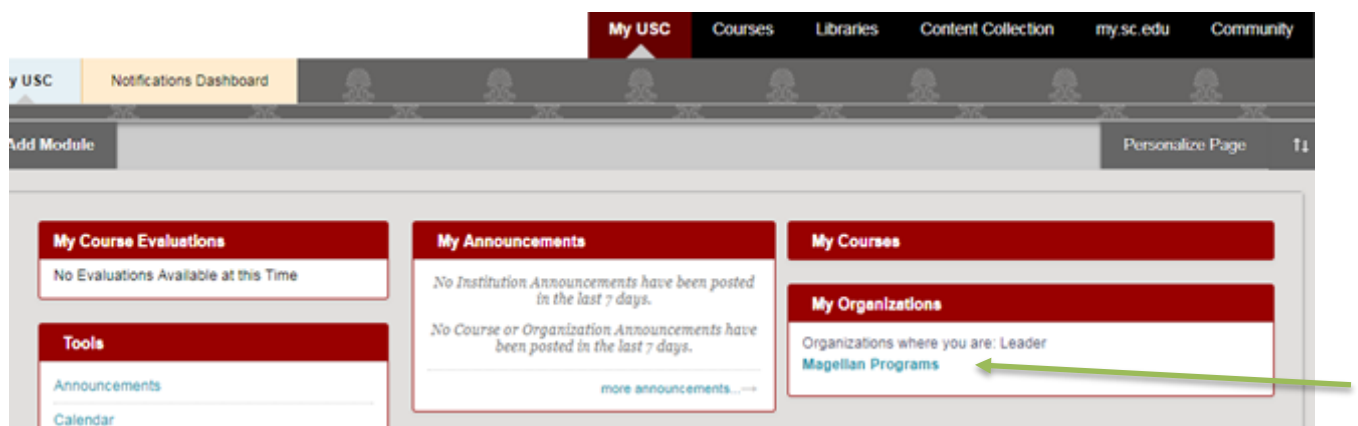 My USC Courses Libraries Content Collection my.sc.edu Community
y USC Notifications Dashboard
Add Module Personalize Page
My Course Evaluations
No Evaluations Available at this Time
Tools
Announcements
Calendar
My Announcements
No Institution Announcements have been posted
in the last 7 days.
No Course or Organization Announcements have
been posted in the last 7 days.
more announcements...
My Courses
My Organizations
Organizations where you are: Leader
Magellan Programs